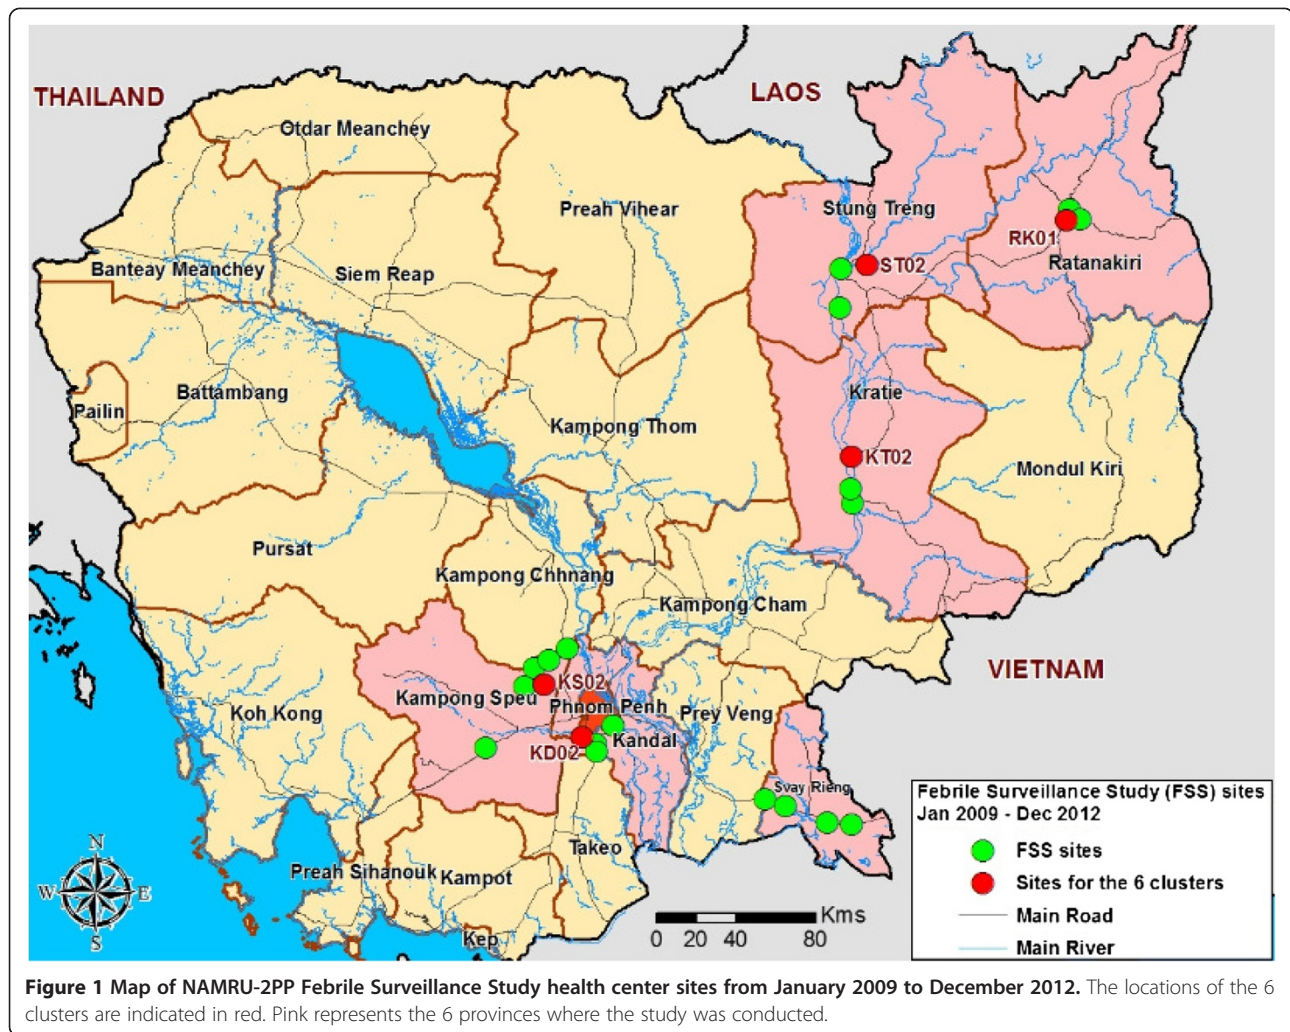 THAILAND
LAOS
Otdar Meanchey
Preah Vihear
Stung Treng
RK01
Ratanakiri
Banteay Meanchey
Siem Reap
ST02
Battambang
Pailin
Kampong Thom
Kratie
KT02
Mondul Kiri
Pursat
Kampong Chhnang
Kampong Cham
VIETNAM
Kampong Speu
KS02
Koh Kong
Phnom Penh
Prey Veng
KD02
Kandal
Svay Rieng
Takeo
Preah Sihanouk
Kampot
Kep
N
W
E
S
Kms
0 20 40 80
Febrile Surveillance Study (FSS) sites
Jan 2009 - Dec 2012
FSS sites
Sites for the 6 clusters
Main Road
Main River
Figure 1 Map of NAMRU-2PP Febrile Surveillance Study health center sites from January 2009 to December 2012. The locations of the 6
clusters are indicated in red. Pink represents the 6 provinces where the study was conducted.